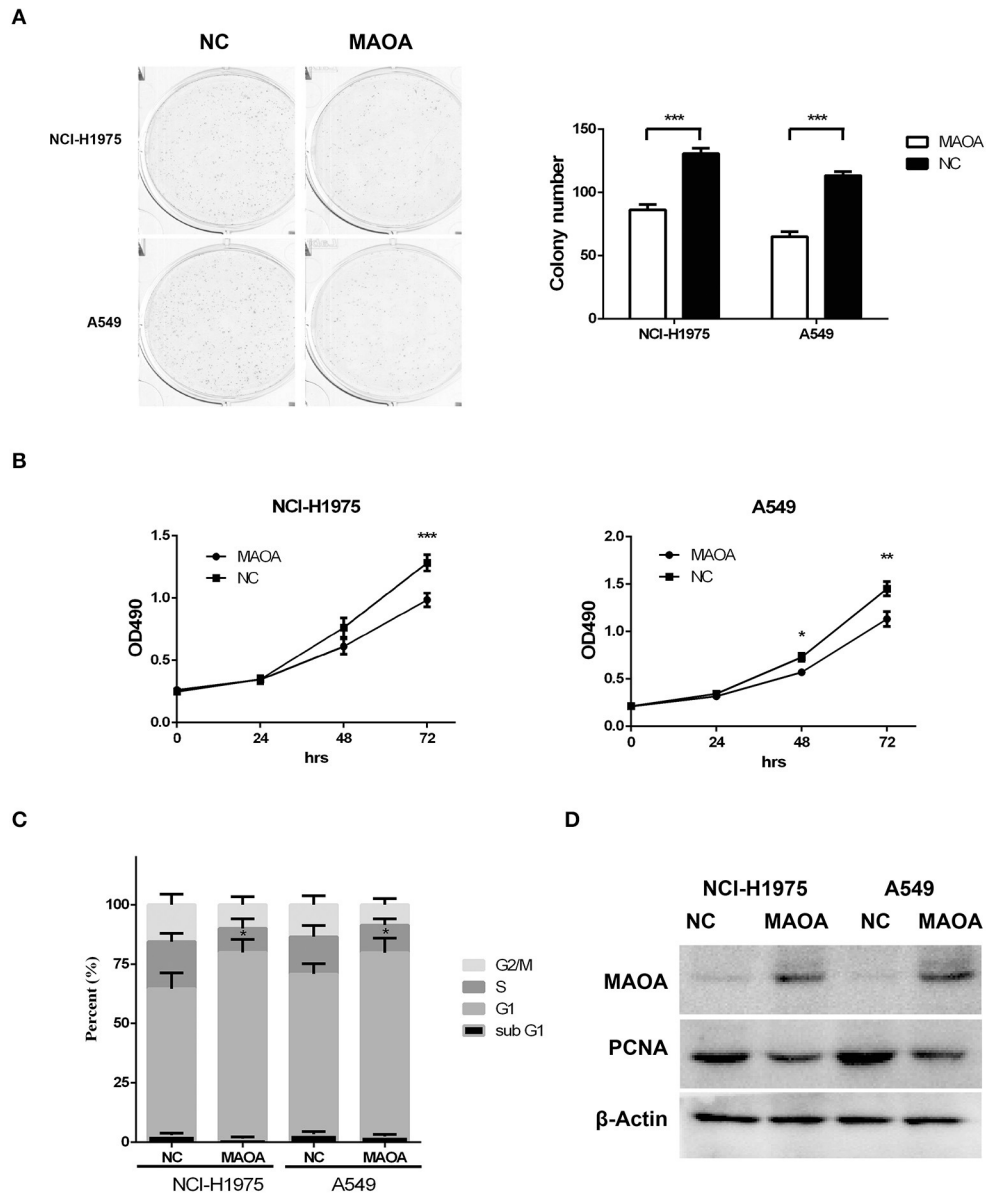 A
NC MAOA
NCI-H1975
A549
Colony number
150
100
50
0
*** ***
MAOA
NC
NCI-H1975 A549
B
NCI-H1975
OD490
1.5
1.0
0.5
0.0
MAOA
NC
***
0 24 48 72
hrs
A549
OD490
2.0
1.5
1.0
0.5
0.0
MAOA
NC
*
**
0 24 48 72
hrs
C
Percent (%)
100
75
50
25
0
* *
G2/M
S
G1
sub G1
NC MAOA NC MAOA
NCI-H1975 A549
D
NCI-H1975 A549
NC MAOA NC MAOA
MAOA
PCNA
β-Actin